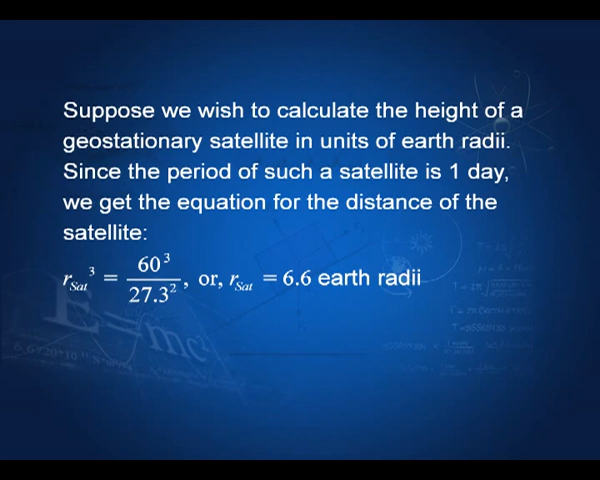 Suppose we wish to calculate the height of a
geostationary satellite in units of earth radii.
Since the period of such a satellite is 1 day,
we get the equation for the distance of the
satellite:
r_Sat^3 = 60^3 / 27.3^2, or, r_Sat = 6.6 earth radii
E=mc²